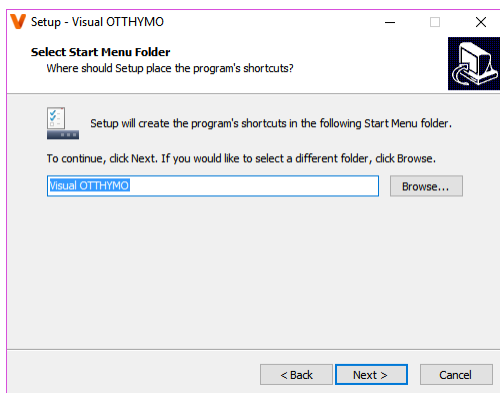 Setup - Visual OTTHYMO
Select Start Menu Folder
Where should Setup place the program's shortcuts?
Setup will create the program's shortcuts in the following Start Menu folder.
To continue, click Next. If you would like to select a different folder, click Browse.
Visual OTTHYMO
Browse...
< Back
Next >
Cancel